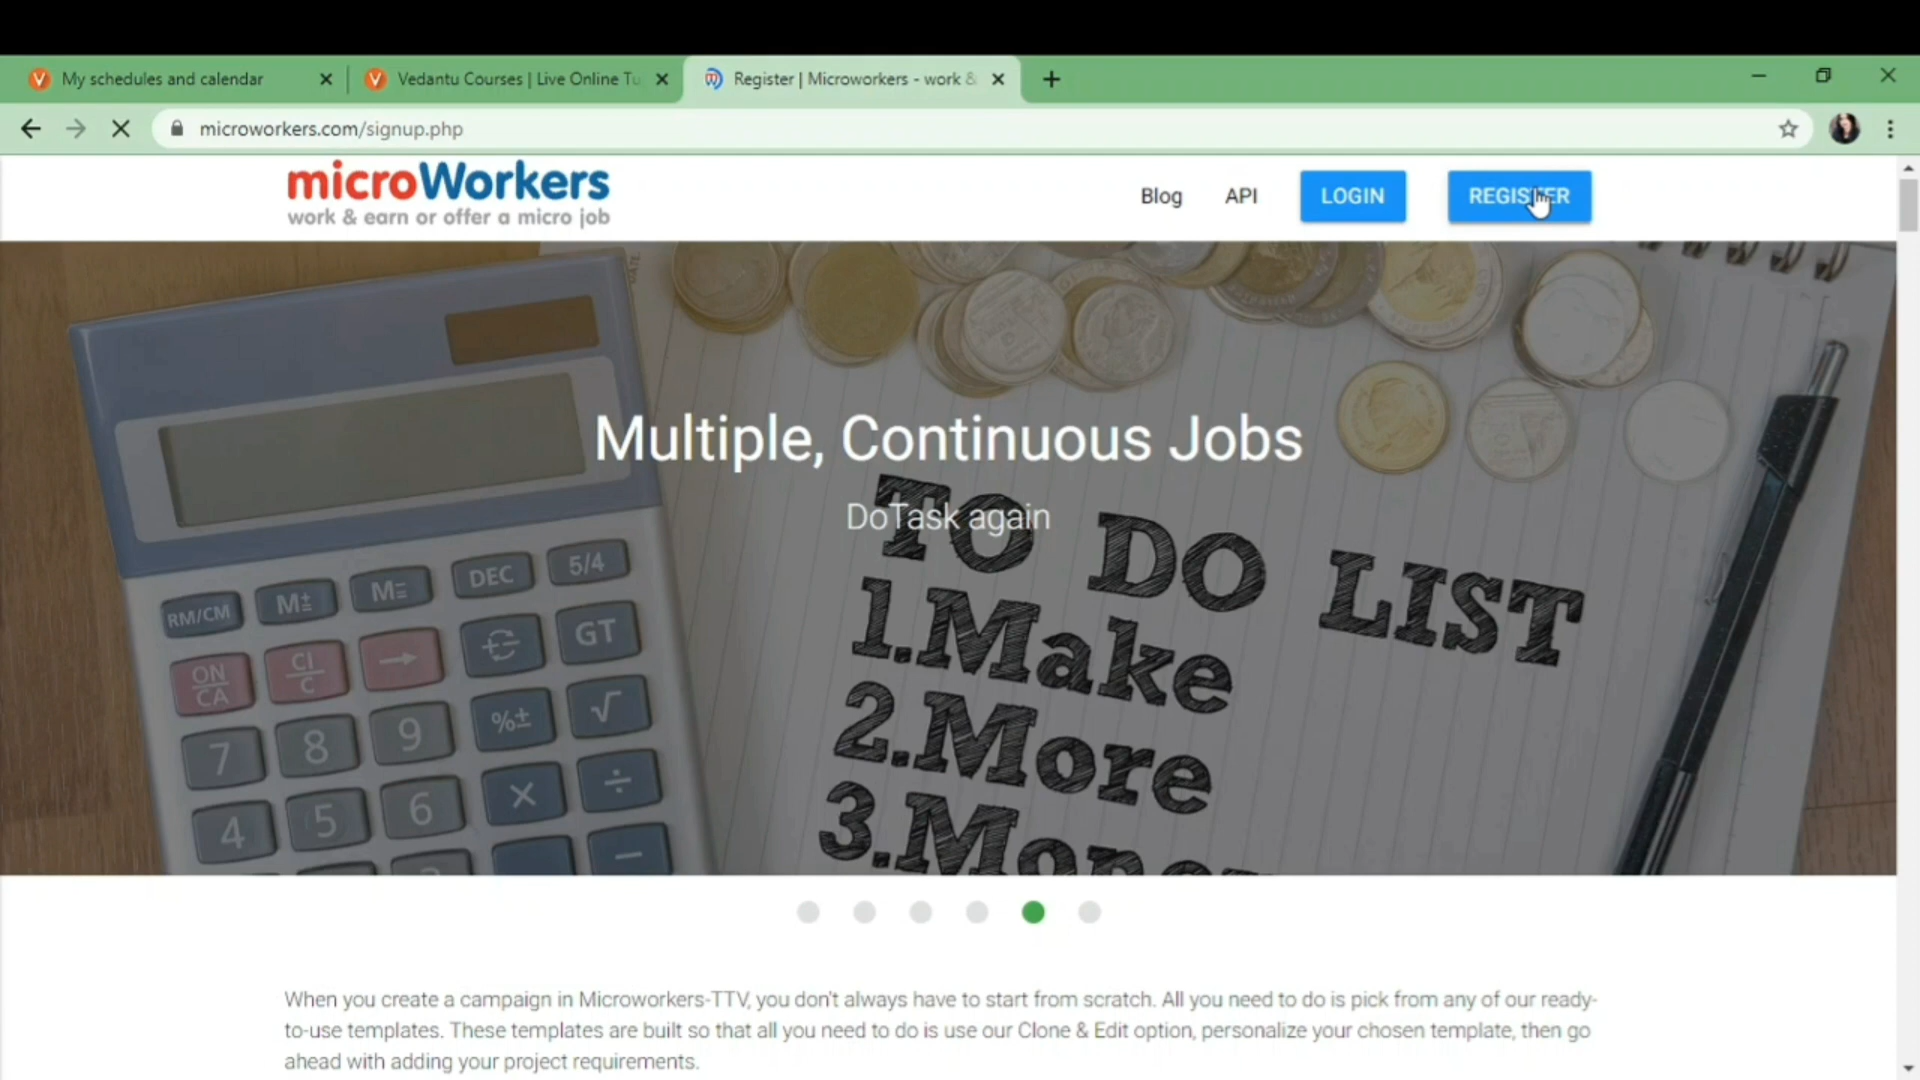 My schedules and calendar
Vedantu Courses | Live Online Tu
Register | Microworkers - work &
microworkers.com/signup.php
microWorkers
work & earn or offer a micro job
Blog
API
LOGIN
REGISTER
Multiple, Continuous Jobs
DoTask again
TO DO LIST
1.Make
2.More
3.Money
DEC
5/4
RM/CM
M±
M=
GT
ON
CA
CI
C
→
√
7
8
9
%±
4
5
6
×
÷
−
When you create a campaign in Microworkers-TTV, you don't always have to start from scratch. All you need to do is pick from any of our ready-
to-use templates. These templates are built so that all you need to do is use our Clone & Edit option, personalize your chosen template, then go
ahead with adding your project requirements.